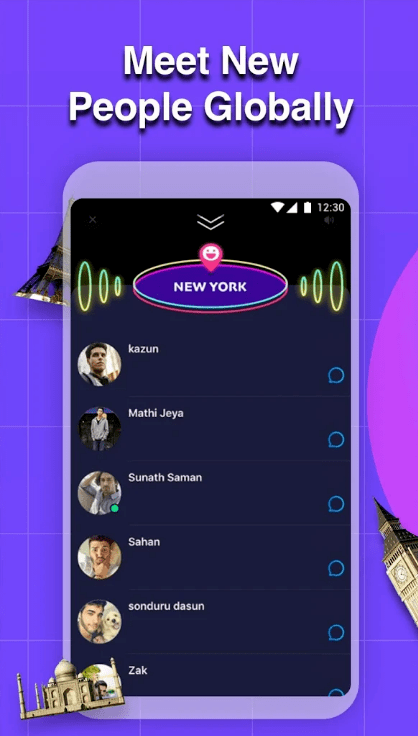 Meet New
People Globally
12:30
NEW YORK
kazun
Mathi Jeya
Sunath Saman
Sahan
sonduru dasun
Zak